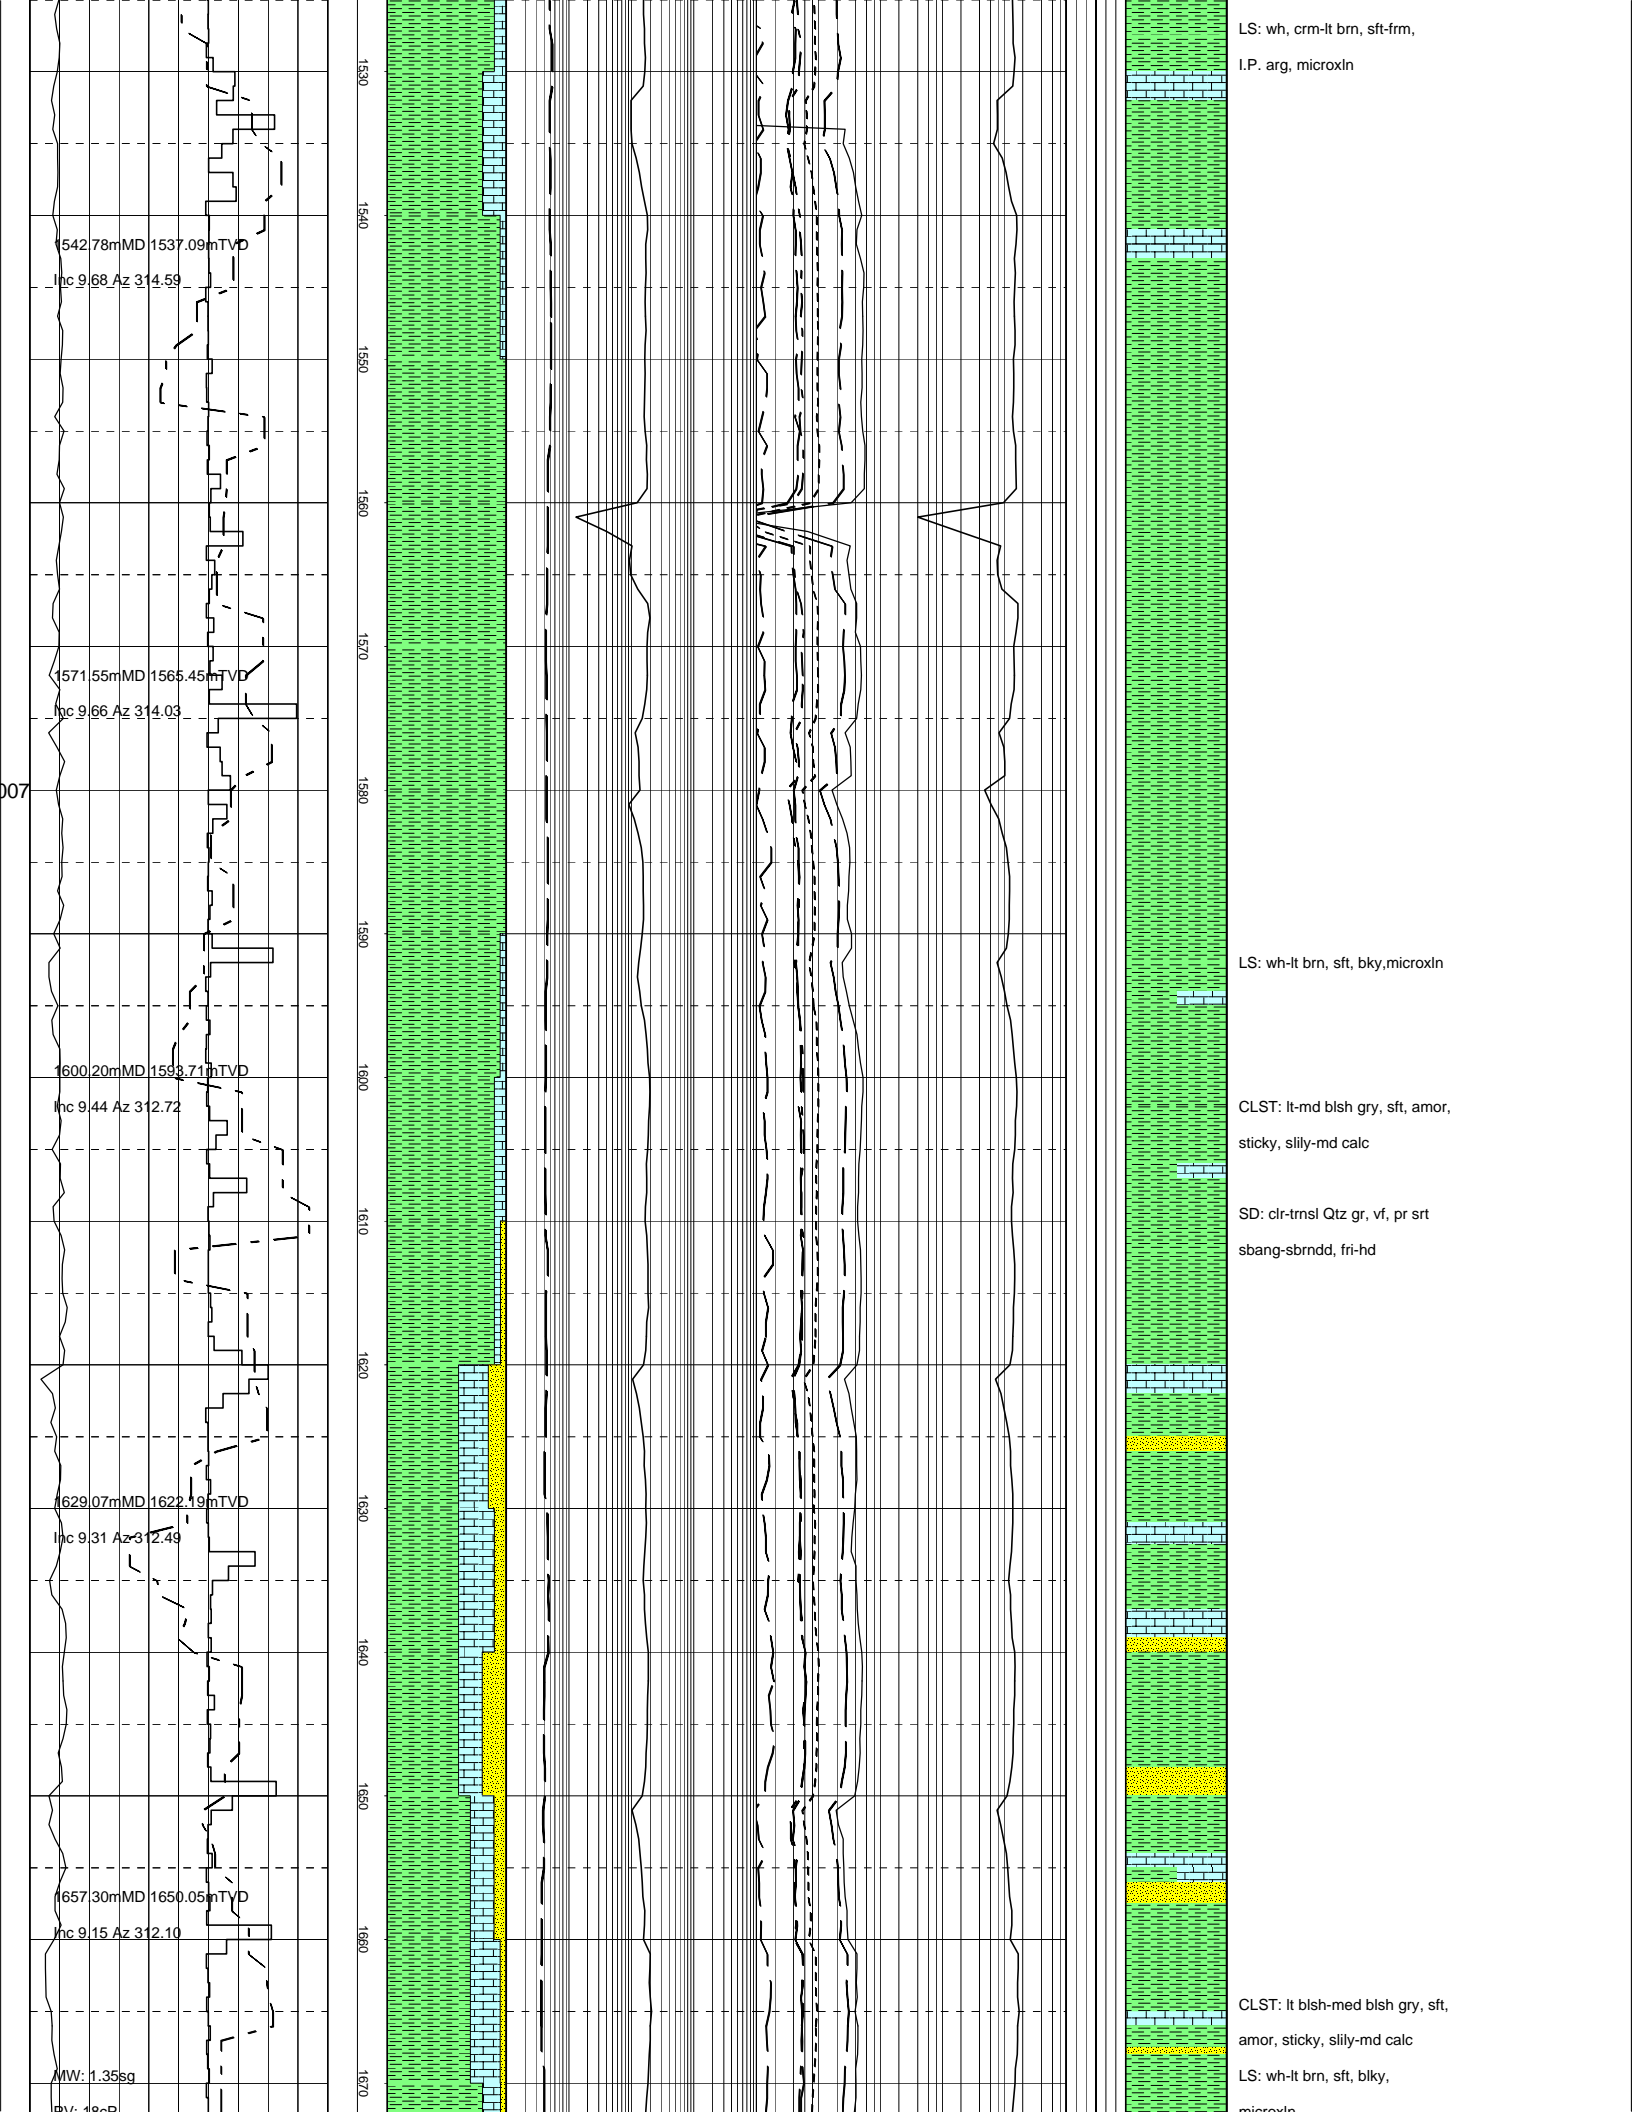 LS: wh, crm-lt brn, sft-frm,
I.P. arg, microxln
1530
1540
1542.78mMD 1537.09mTVD
Inc 9.68 Az 314.59
1550
1560
1570
1571.55mMD 1565.45mTVD
Inc 9.66 Az 314.03
007
1580
1590
LS: wh-lt brn, sft, bky,microxln
1600.20mMD 1593.71mTVD
1600
Inc 9.44 Az 312.72
CLST: lt-md blsh gry, sft, amor,
sticky, slily-md calc
SD: clr-trnsl Qtz gr, vf, pr srt
1610
sbang-sbrndd, fri-hd
1620
1629.07mMD 1622.19mTVD
1630
Inc 9.31 Az 312.49
1640
1650
1657.30mMD 1650.05mTVD
Inc 9.15 Az 312.10
1660
CLST: lt blsh-med blsh gry, sft,
amor, sticky, slily-md calc
MW: 1.35sg
LS: wh-lt brn, sft, blky,
1670
PV: 18cP
microxln